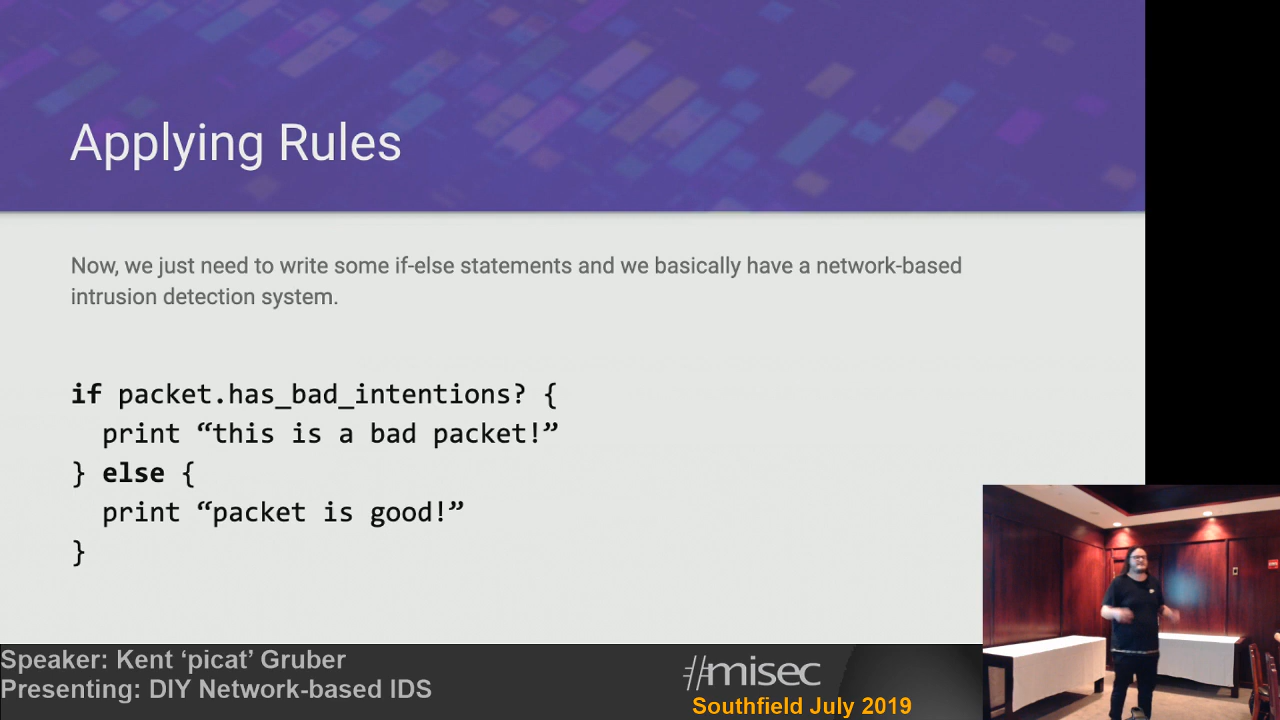 Applying Rules
Now, we just need to write some if-else statements and we basically have a network-based
intrusion detection system.
if packet.has_bad_intentions? {
  print “this is a bad packet!”
} else {
  print “packet is good!”
}
Speaker: Kent ‘picat’ Gruber
Presenting: DIY Network-based IDS
#misec
Southfield July 2019